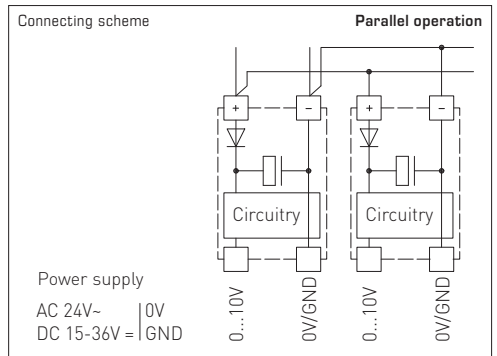 Connecting scheme
Parallel operation
+ − + −
Circuitry Circuitry
0...10V
0V/GND
0...10V
0V/GND
Power supply
AC 24V~ | 0V
DC 15-36V = | GND